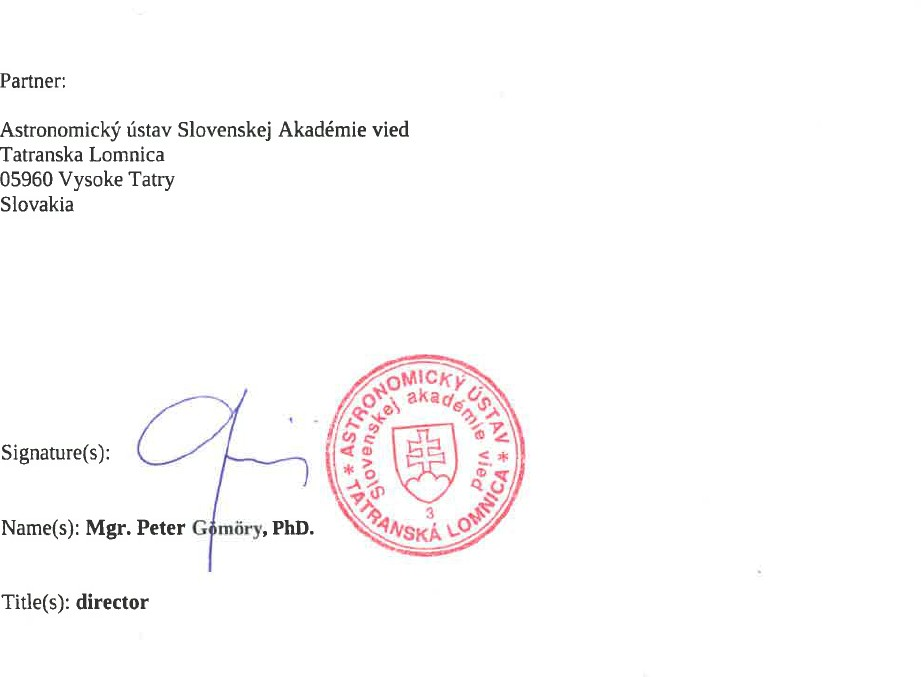 Partner:
Astronomický ústav Slovenskej Akadémie vied
Tatranska Lomnica
05960 Vysoke Tatry
Slovakia
* ASTRONOMICKÝ ÚSTAV *
Slovenskej akadémie vied
3
TATRANSKÁ LOMNICA
Signature(s):
Name(s): Mgr. Peter Gömöry, PhD.
Title(s): director